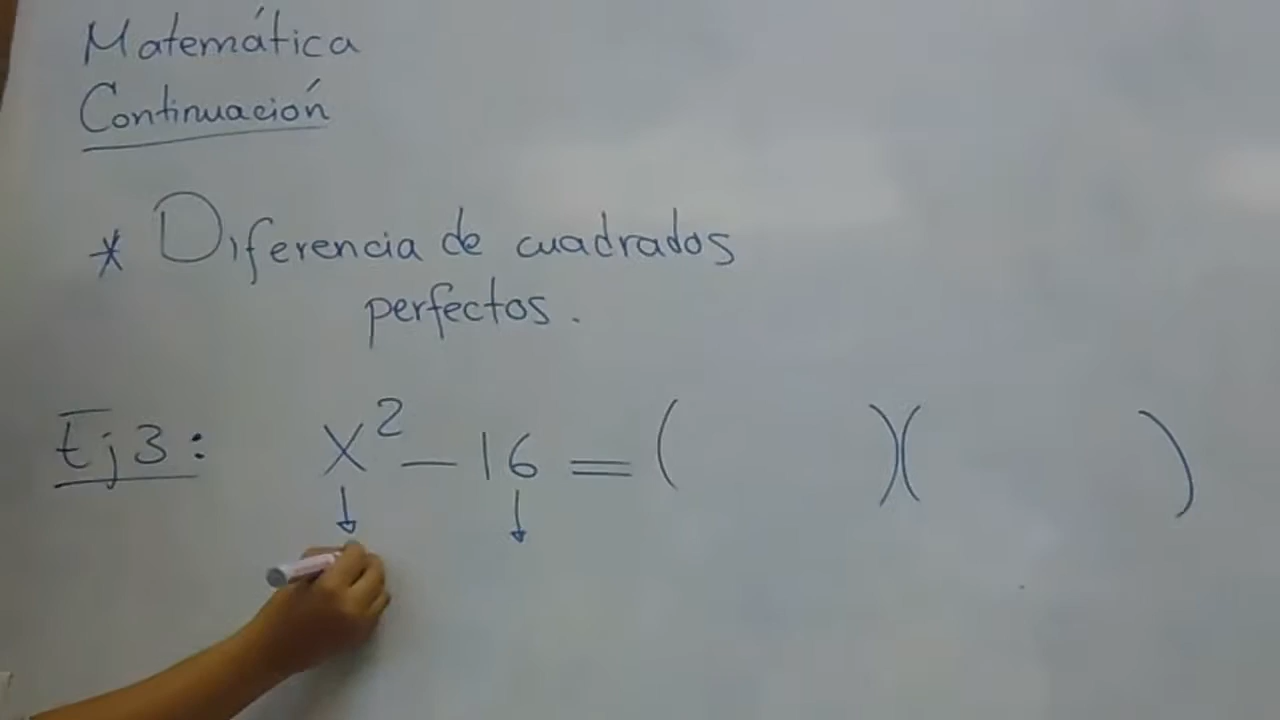 Matemática
Continuación
* Diferencia de cuadrados
perfectos.
Ej3: x² - 16 = ( )( )